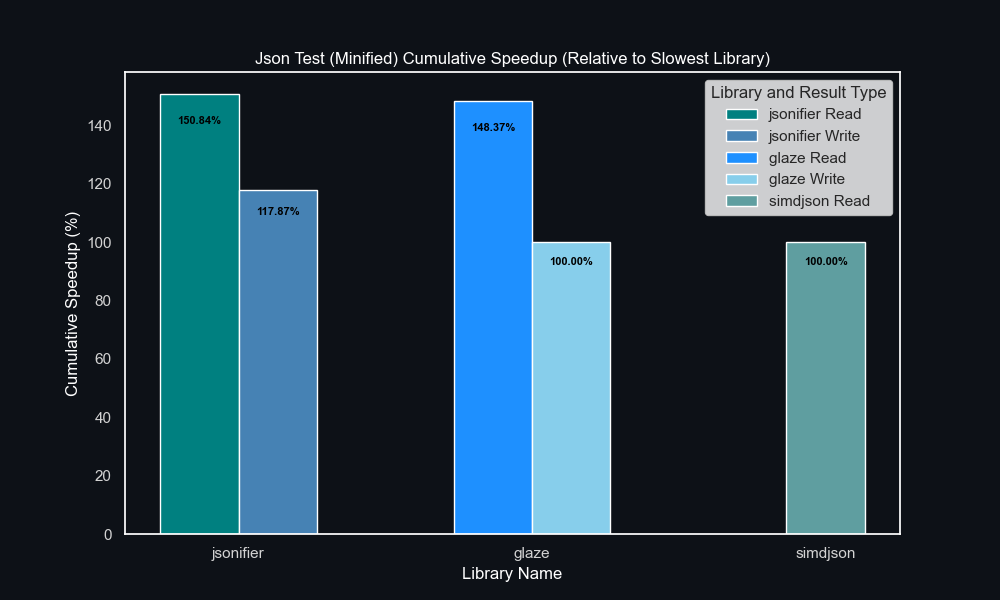 Json Test (Minified) Cumulative Speedup (Relative to Slowest Library)
Library and Result Type
jsonifier Read
jsonifier Write
glaze Read
glaze Write
simdjson Read
Cumulative Speedup (%)
140
120
100
80
60
40
20
0
150.84%
117.87%
148.37%
100.00%
100.00%
jsonifier
glaze
simdjson
Library Name